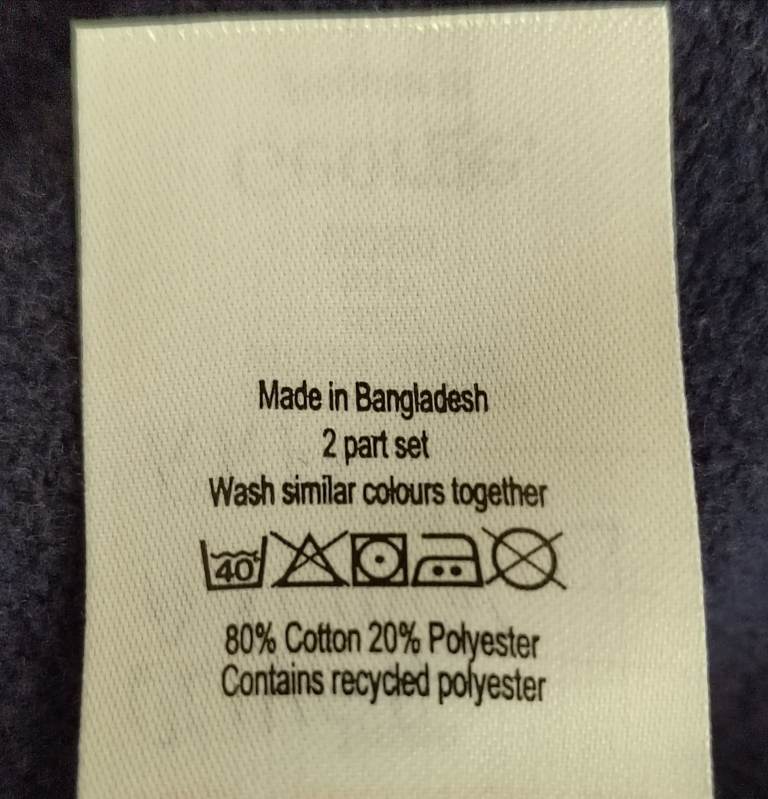 Made in Bangladesh
2 part set
Wash similar colours together
40°
80% Cotton 20% Polyester
Contains recycled polyester